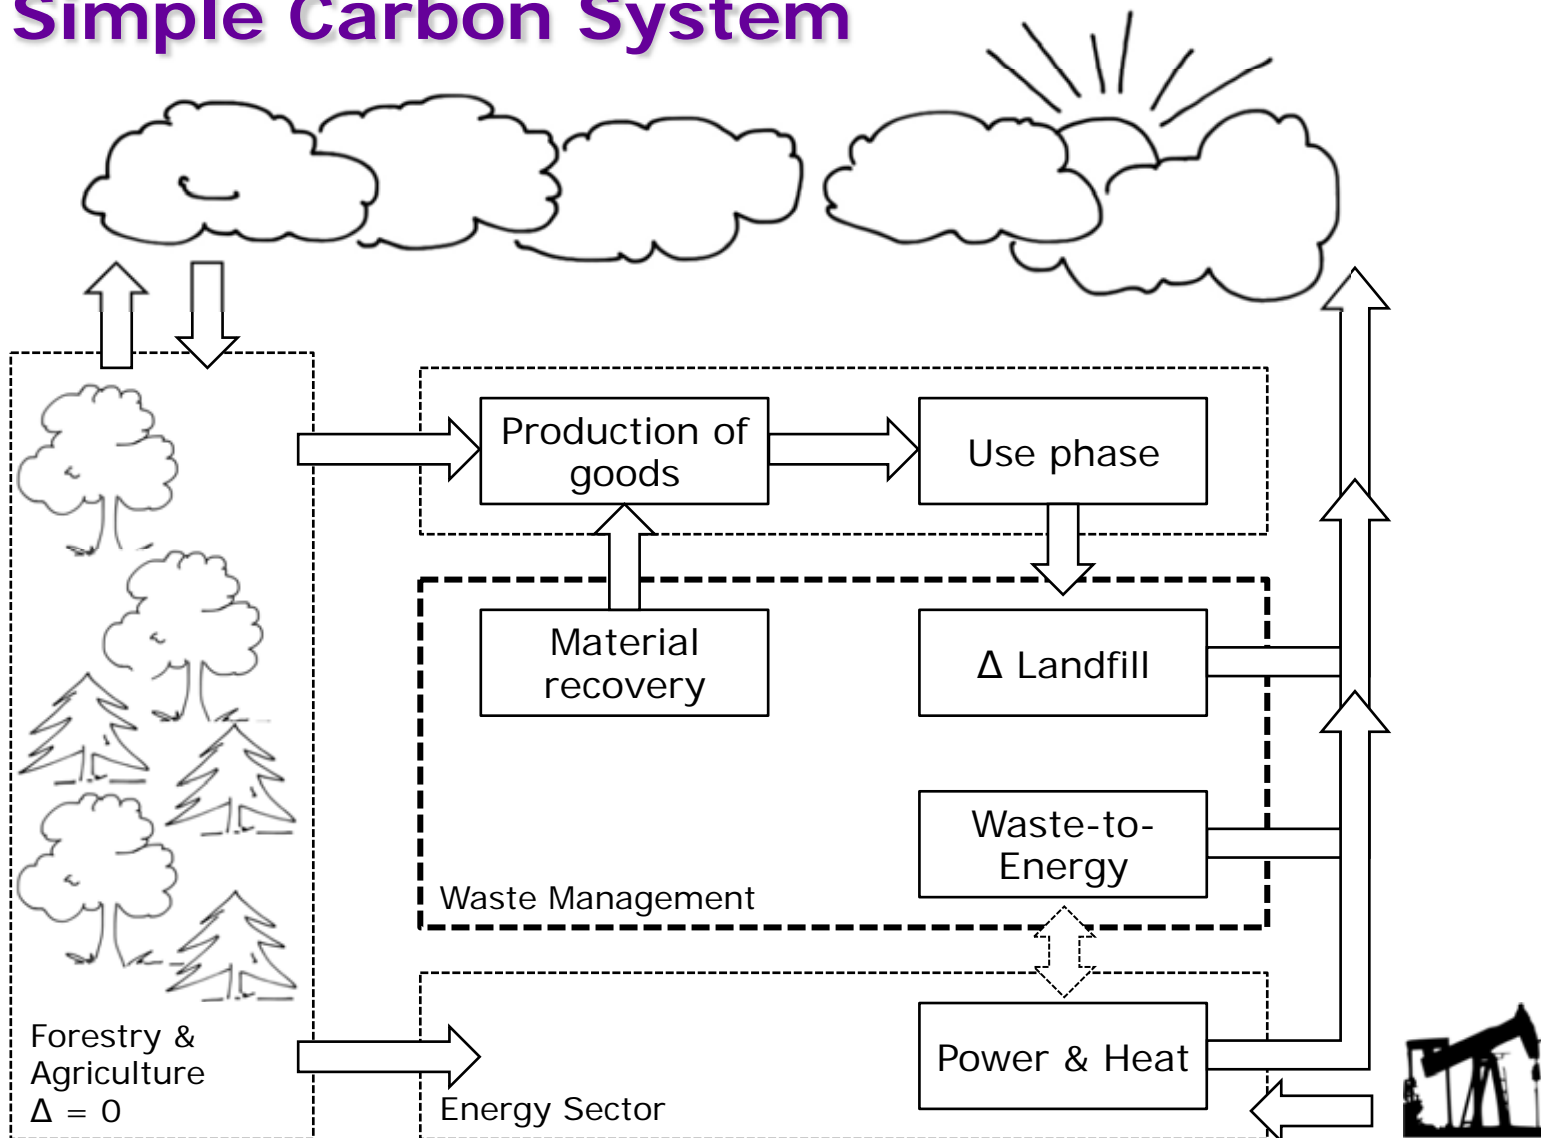 Simple Carbon System
Production of
goods
Use phase
Material
recovery
Δ Landfill
Waste-to-
Energy
Waste Management
Forestry &
Agriculture
Δ = 0
Power & Heat
Energy Sector